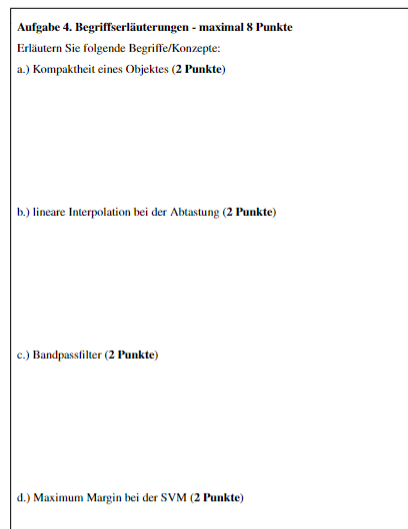 Aufgabe 4. Begriffserläuterungen - maximal 8 Punkte
Erläutern Sie folgende Begriffe/Konzepte:
a.) Kompaktheit eines Objektes (2 Punkte)
b.) lineare Interpolation bei der Abtastung (2 Punkte)
c.) Bandpassfilter (2 Punkte)
d.) Maximum Margin bei der SVM (2 Punkte)